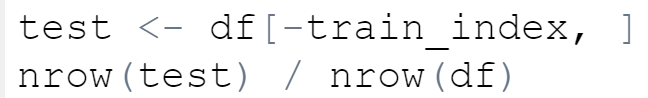 test <- df[-train_index, ]
nrow(test) / nrow(df)